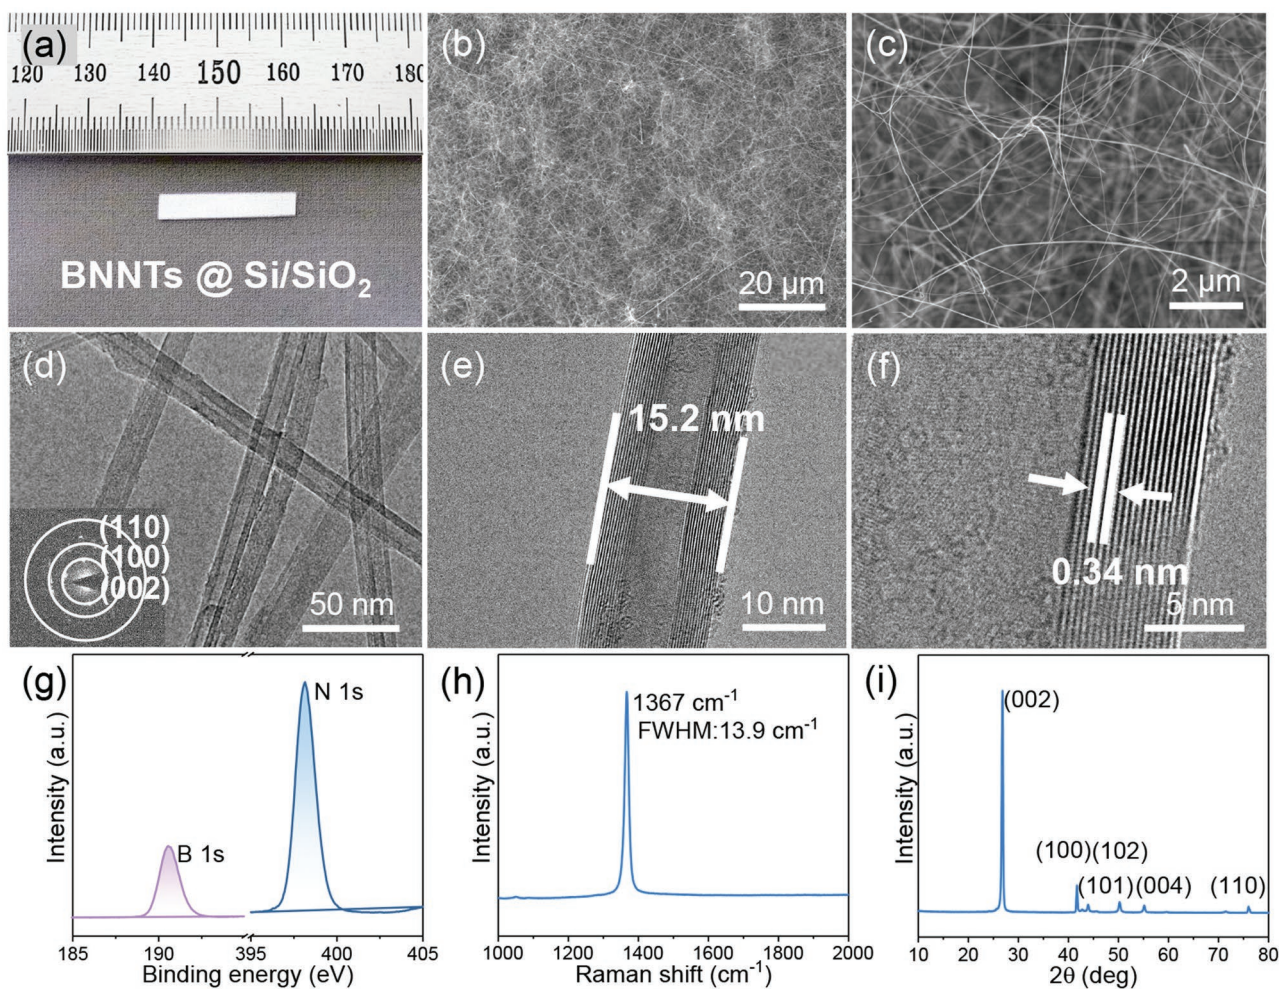 (a)
120 130 140 150 160 170 180
BNNTs @ Si/SiO₂
(b)
20 μm
(c)
2 μm
(d)
(110)
(100)
(002)
50 nm
(e)
15.2 nm
10 nm
(f)
0.34 nm
5 nm
(g)
N 1s
B 1s
Intensity (a.u.)
185 190 395 400 405
Binding energy (eV)
(h)
1367 cm⁻¹
FWHM:13.9 cm⁻¹
Intensity (a.u.)
1000 1200 1400 1600 1800 2000
Raman shift (cm⁻¹)
(i)
(002)
(100)(102)
(101)(004) (110)
Intensity (a.u.)
10 20 30 40 50 60 70 80
2θ (deg)